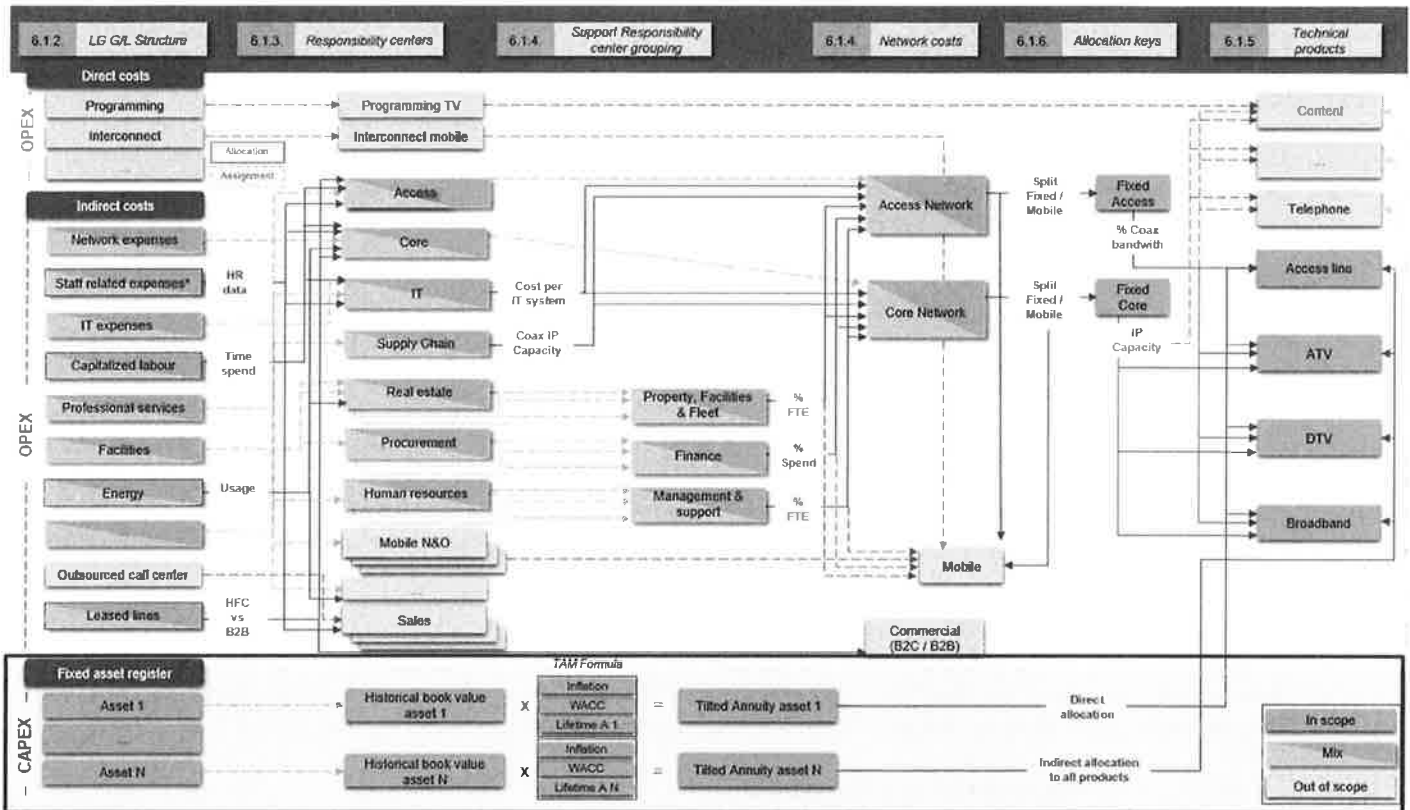 6.1.2. LG G/L Structure
6.1.3. Responsibility centers
6.1.4. Support Responsibility
center grouping
6.1.4. Network costs
6.1.6. Allocation keys
6.1.5 Technical
products
OPEX
Direct costs
Programming
Interconnect
...
Allocation
Assignment
Programming TV
Interconnect mobile
Content
...
Telephone
OPEX
Indirect costs
Network expenses
Staff related expenses*
IT expenses
Capitalized labour
Professional services
Facilities
Energy
Outsourced call center
Leased lines
HR
data
Time
spend
Usage
HFC
vs
B2B
Access
Core
IT
Supply Chain
Real estate
Procurement
Human resources
Mobile N&O
...
Sales
Cost per
IT system
Coax IP
Capacity
Property, Facilities
& Fleet
Finance
Management &
support
%
FTE
%
Spend
%
FTE
Access Network
Core Network
Mobile
Commercial
(B2C / B2B)
Split
Fixed /
Mobile
Split
Fixed /
Mobile
Fixed
Access
% Coax
bandwith
Fixed
Core
IP
Capacity
Access line
ATV
DTV
Broadband
CAPEX
Fixed asset register
Asset 1
...
Asset N
Historical book value
asset 1
Historical book value
asset N
X
X
TAM Formula
Inflation
WACC
Lifetime A 1
Inflation
WACC
Lifetime A N
=
=
Tilted Annuity asset 1
Tilted Annuity asset N
Direct
allocation
Indirect allocation
to all products
In scope
Mix
Out of scope